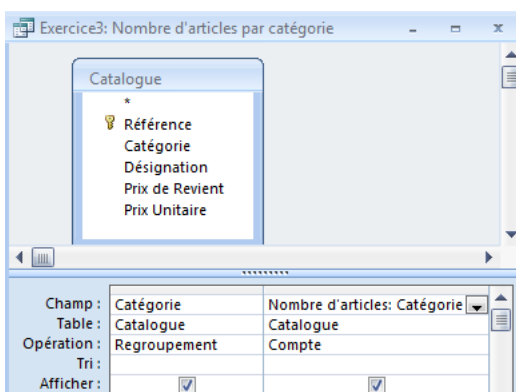 Exercice3: Nombre d'articles par catégorie
Catalogue
*
Référence
Catégorie
Désignation
Prix de Revient
Prix Unitaire
Champ : Catégorie Nombre d'articles: Catégorie
Table : Catalogue Catalogue
Opération : Regroupement Compte
Tri :
Afficher :